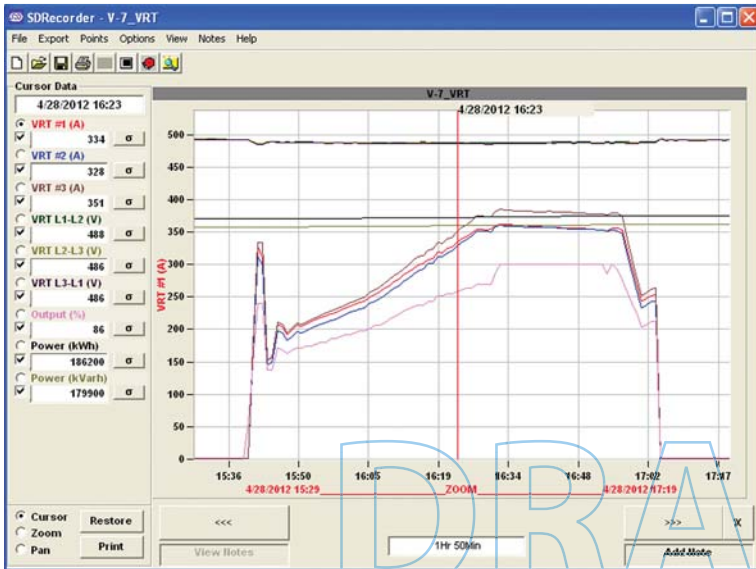 SDRecorder - V-7_VRT
File Export Points Options View Notes Help
Cursor Data
4/28/2012 16:23
VRT #1 (A)
334 σ
VRT #2 (A)
328 σ
VRT #3 (A)
351 σ
VRT L1-L2 (V)
488 σ
VRT L2-L3 (V)
486 σ
VRT L3-L1 (V)
486 σ
Output (%)
86 σ
Power (kWh)
186200 σ
Power (kVarh)
179900 σ
Cursor
Zoom
Pan
Restore
Print
V-7_VRT
4/28/2012 16:23
500
450
400
350
300
250
200
150
100
50
0
VRT #1 (A)
15:36 15:50 16:05 16:19 16:34 16:48 17:02 17:17
4/28/2012 15:29 ZOOM 4/28/2012 17:19
<<< >>> X
View Notes 1Hr 50Min Add Note
DRA